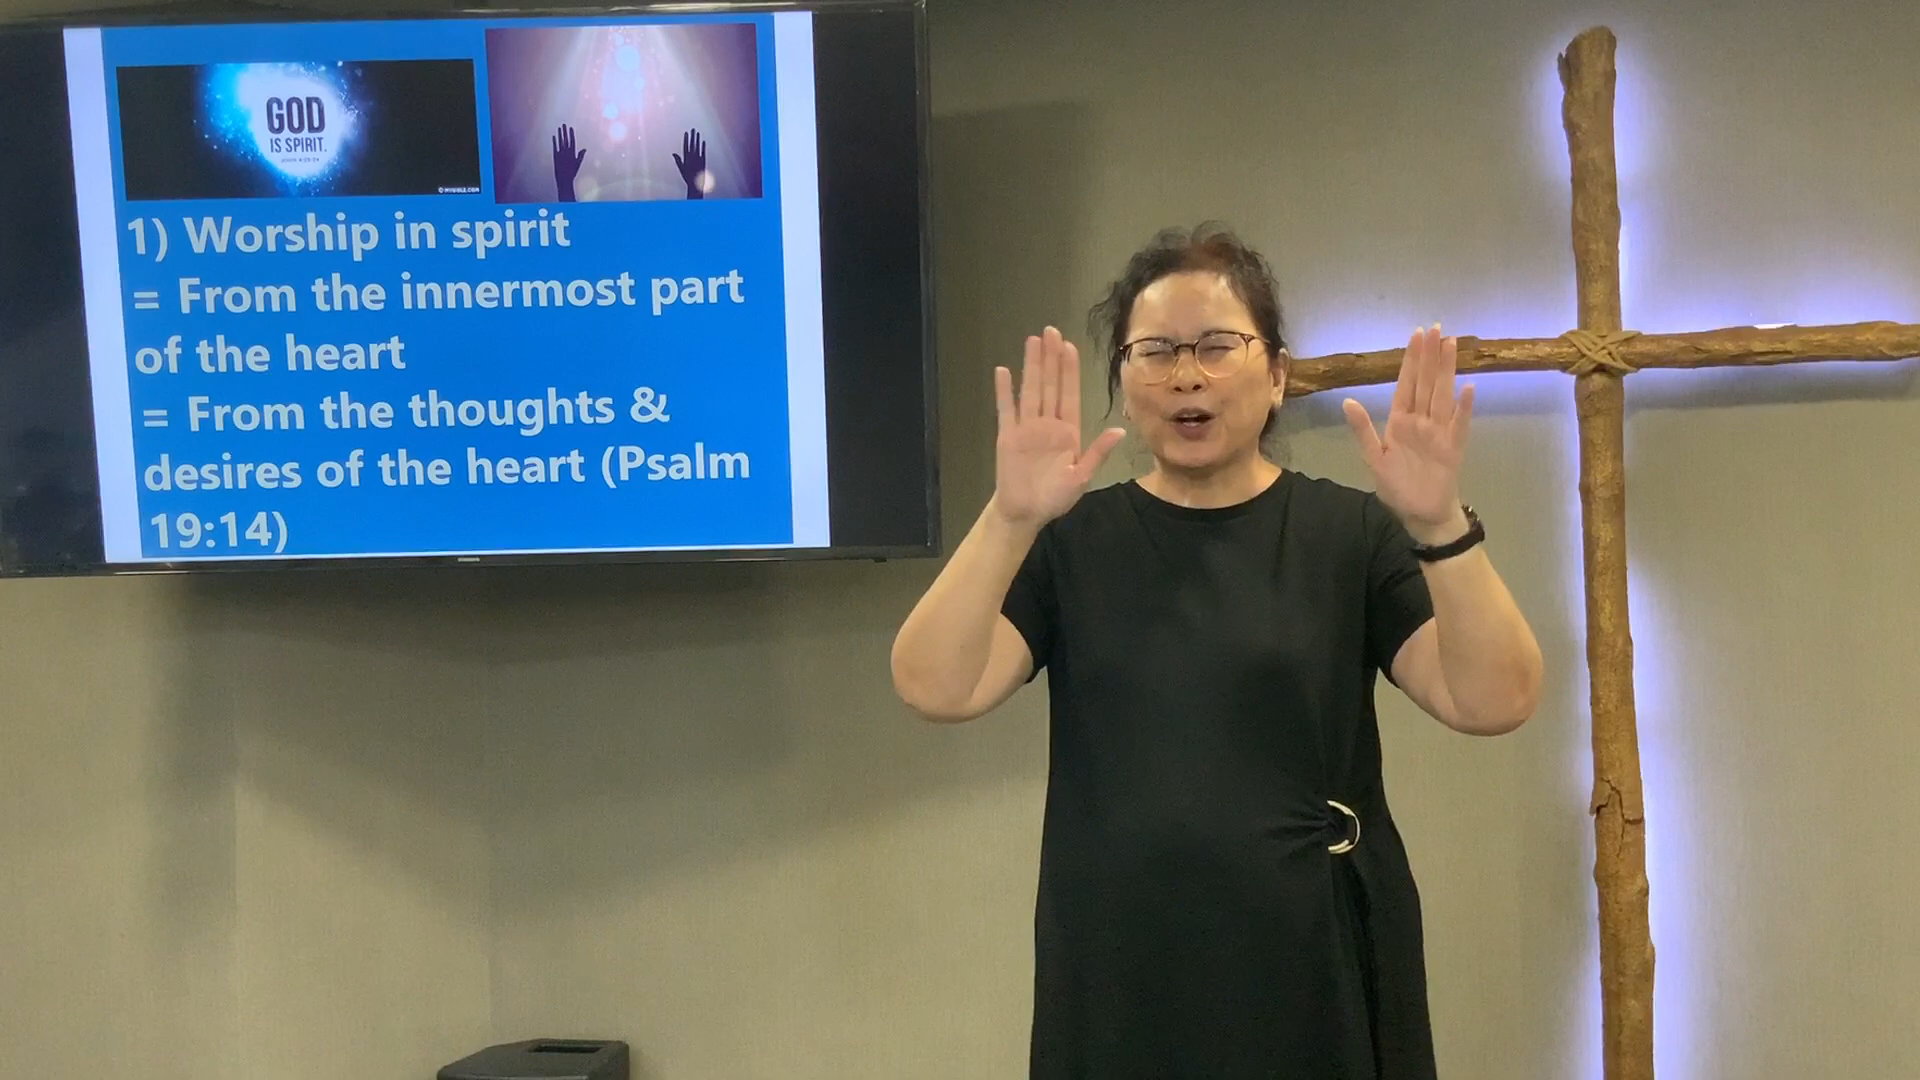 GOD
IS SPIRIT.
1) Worship in spirit
= From the innermost part
of the heart
= From the thoughts &
desires of the heart (Psalm
19:14)